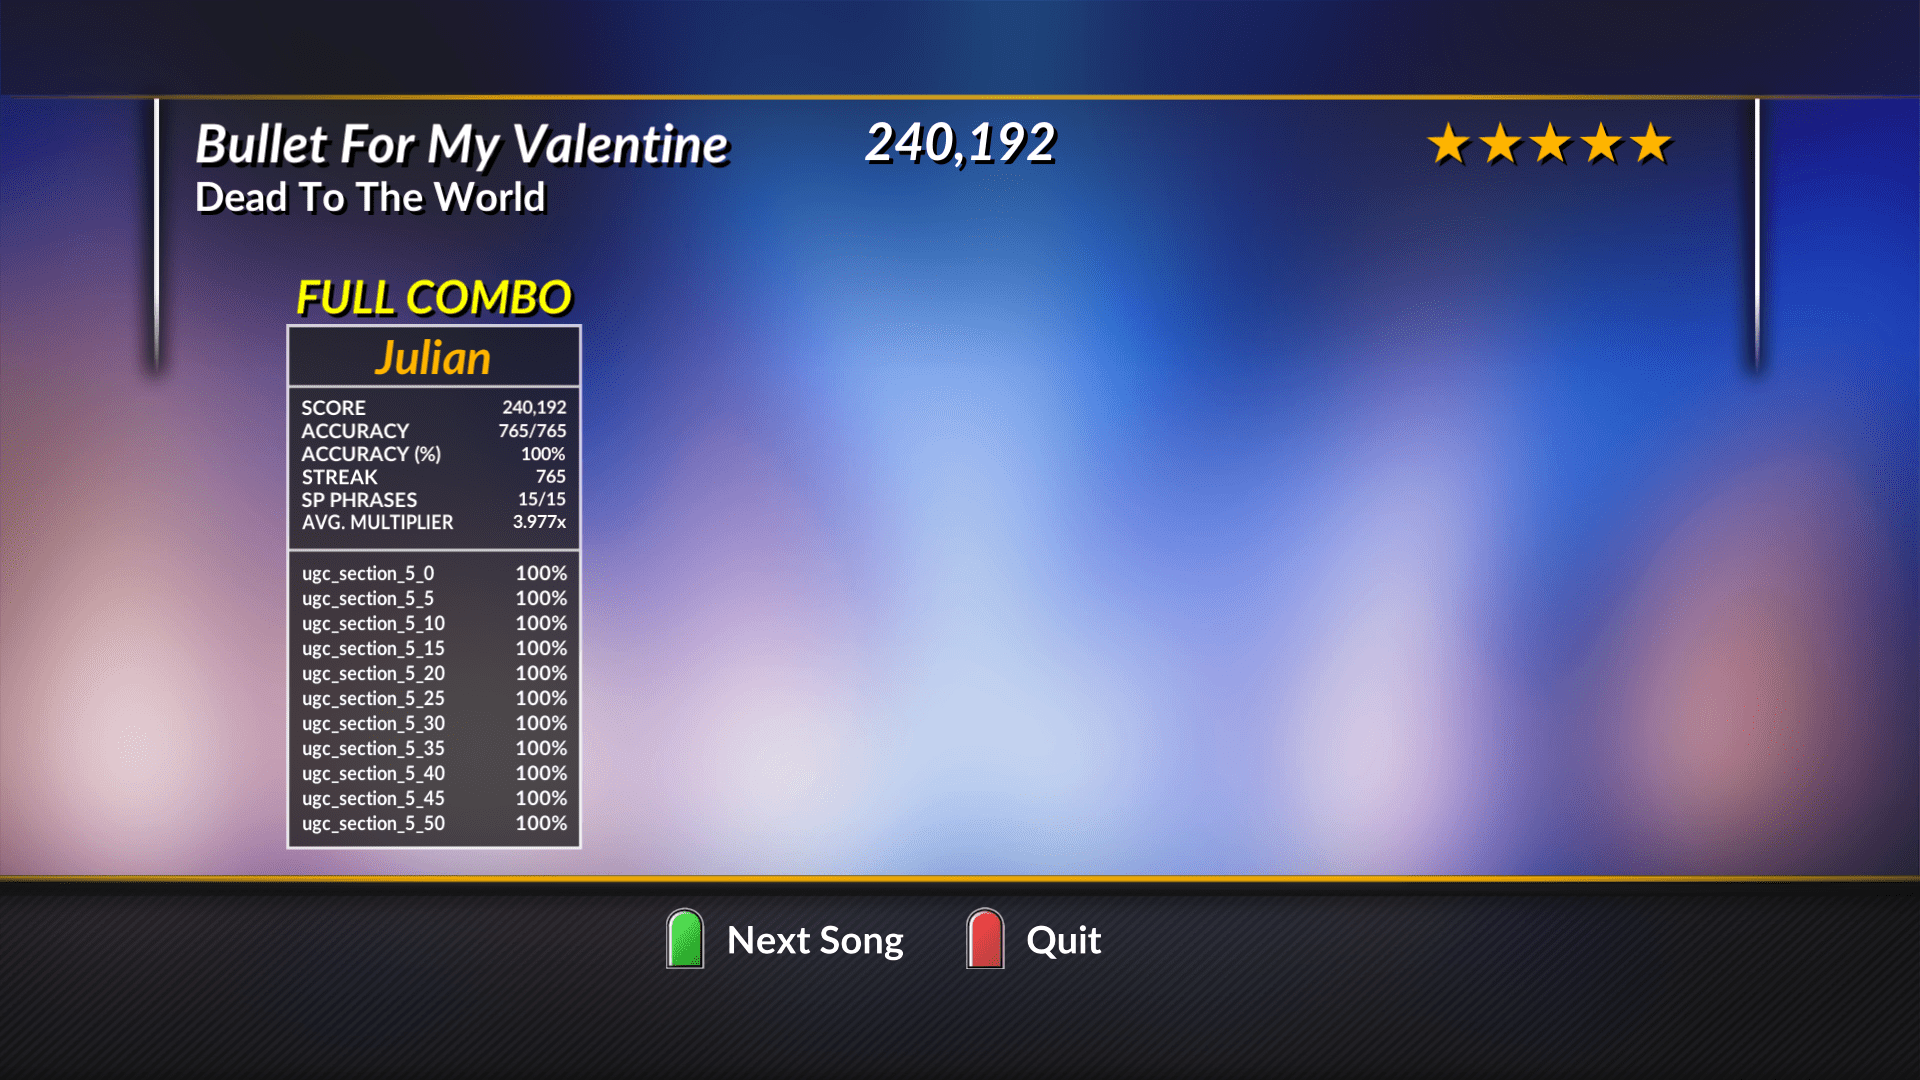 Bullet For My Valentine
240,192
Dead To The World
FULL COMBO
Julian
SCORE 240,192
ACCURACY 765/765
ACCURACY (%) 100%
STREAK 765
SP PHRASES 15/15
AVG. MULTIPLIER 3.977x
ugc_section_5_0 100%
ugc_section_5_5 100%
ugc_section_5_10 100%
ugc_section_5_15 100%
ugc_section_5_20 100%
ugc_section_5_25 100%
ugc_section_5_30 100%
ugc_section_5_35 100%
ugc_section_5_40 100%
ugc_section_5_45 100%
ugc_section_5_50 100%
Next Song
Quit